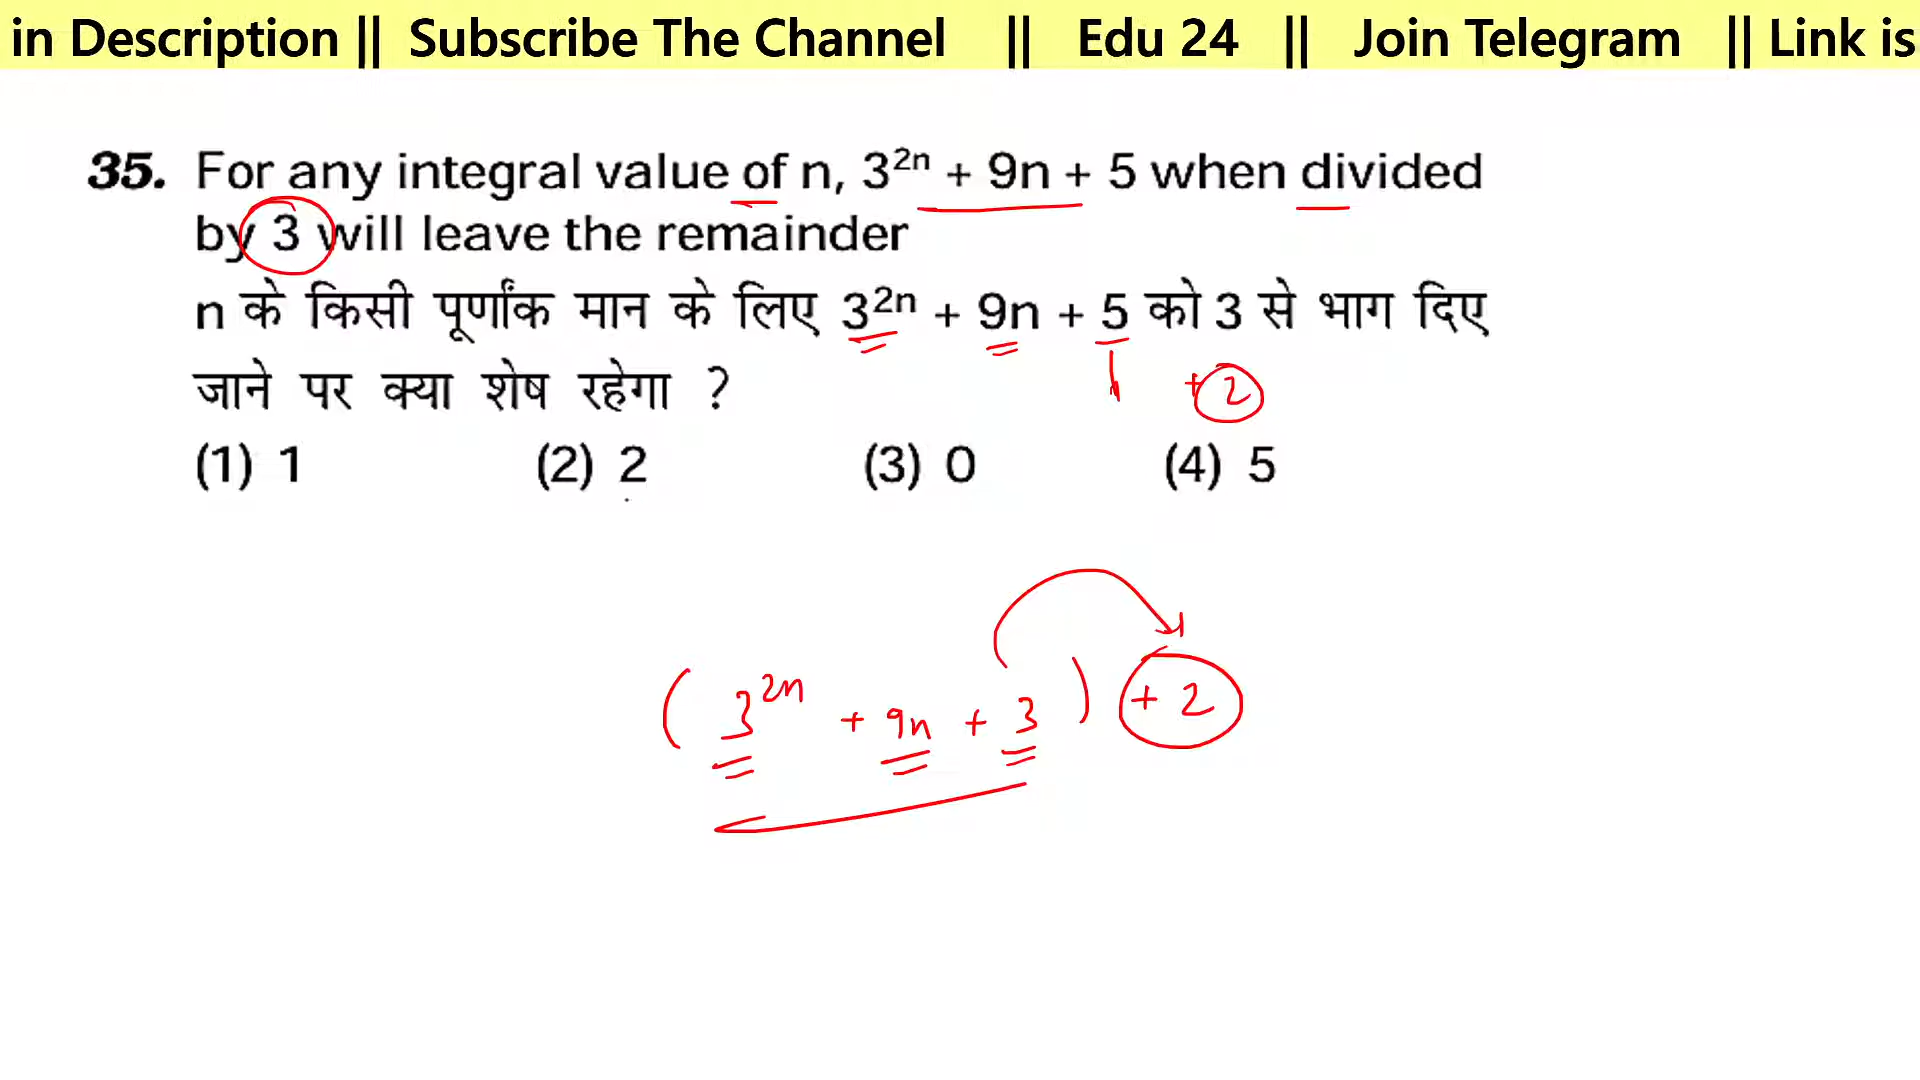 in Description || Subscribe The Channel || Edu 24 || Join Telegram || Link is
35. For any integral value of n, 3²ⁿ + 9n + 5 when divided
by 3 will leave the remainder
n के किसी पूर्णांक मान के लिए 3²ⁿ + 9n + 5 को 3 से भाग दिए
जाने पर क्या शेष रहेगा ?
+ 2
(1) 1 (2) 2 (3) 0 (4) 5
( 3²ⁿ + 9n + 3 ) + 2